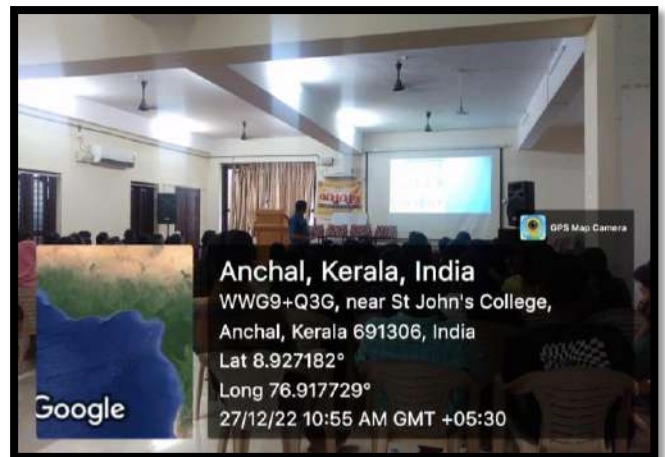 GPS Map Camera
Anchal, Kerala, India
WWG9+Q3G, near St John's College,
Anchal, Kerala 691306, India
Lat 8.927182°
Long 76.917729°
27/12/22 10:55 AM GMT +05:30
Google